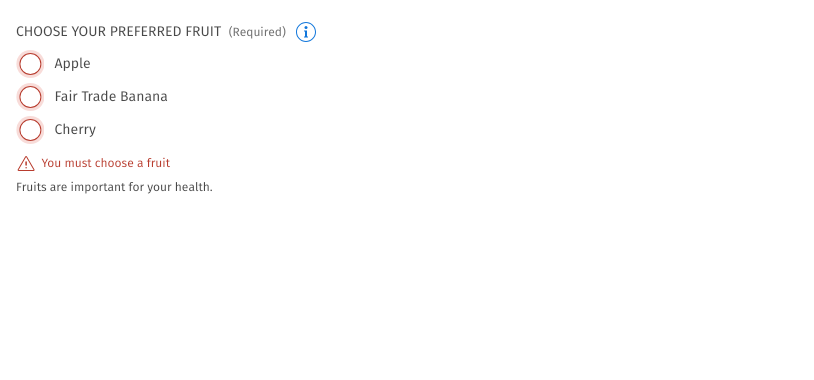 CHOOSE YOUR PREFERRED FRUIT (Required)
Apple
Fair Trade Banana
Cherry
You must choose a fruit
Fruits are important for your health.